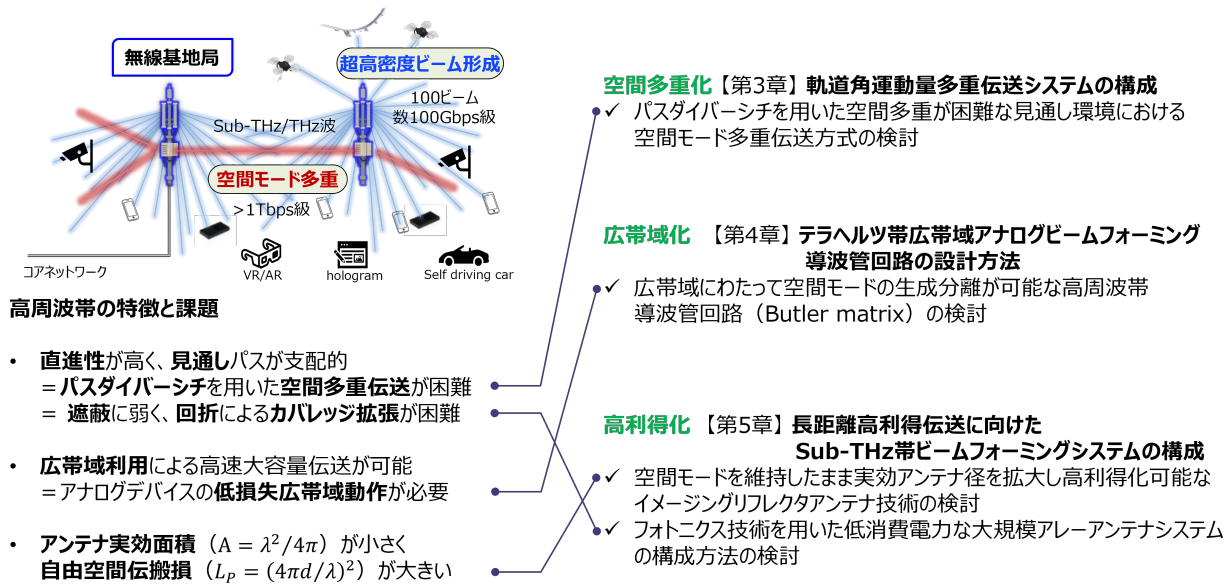 無線基地局
超高密度ビーム形成
100ビーム
数100Gbps級
Sub-THz/THz波
空間モード多重
>1Tbps級
コアネットワーク
VR/AR
hologram
Self driving car
高周波帯の特徴と課題
• 直進性が高く、見通しパスが支配的
＝パスダイバーシチを用いた空間多重伝送が困難
＝ 遮蔽に弱く、回折によるカバレッジ拡張が困難
• 広帯域利用による高速大容量伝送が可能
＝アナログデバイスの低損失広帯域動作が必要
• アンテナ実効面積（A = λ²/4π）が小さく
自由空間伝搬損（L_P = (4πd/λ)²）が大きい
空間多重化【第3章】軌道角運動量多重伝送システムの構成
✓ パスダイバーシチを用いた空間多重が困難な見通し環境における
空間モード多重伝送方式の検討
広帯域化 【第4章】テラヘルツ帯広帯域アナログビームフォーミング
導波管回路の設計方法
✓ 広帯域にわたって空間モードの生成分離が可能な高周波帯
導波管回路（Butler matrix）の検討
高利得化 【第5章】長距離高利得伝送に向けた
Sub-THz帯ビームフォーミングシステムの構成
✓ 空間モードを維持したまま実効アンテナ径を拡大し高利得化可能な
イメージングリフレクタアンテナ技術の検討
✓ フォトニクス技術を用いた低消費電力な大規模アレーアンテナシステム
の構成方法の検討